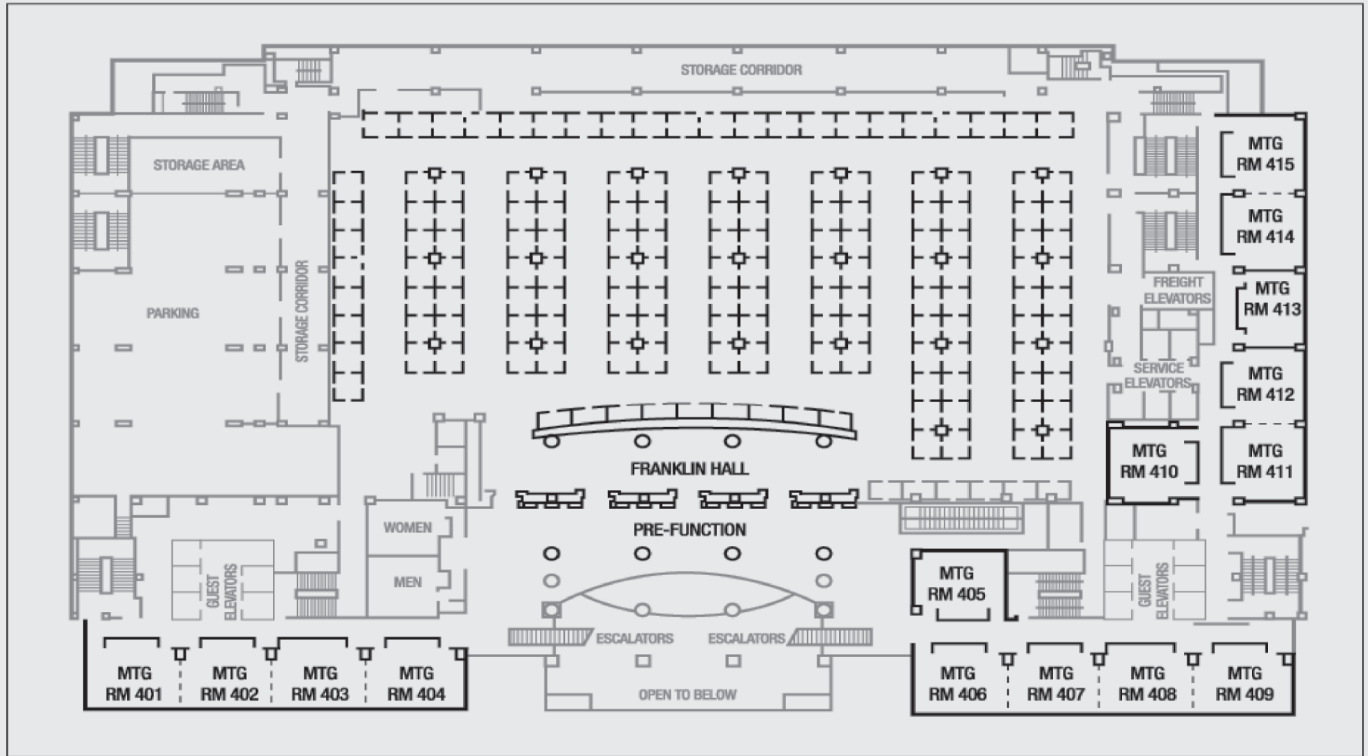 STORAGE CORRIDOR
STORAGE AREA
MTG
RM 415
MTG
RM 414
STORAGE CORRIDOR
FREIGHT
ELEVATORS
MTG
RM 413
PARKING
SERVICE
ELEVATORS
MTG
RM 412
MTG
RM 410
MTG
RM 411
FRANKLIN HALL
WOMEN
PRE-FUNCTION
MEN
GUEST
ELEVATORS
MTG
RM 405
GUEST
ELEVATORS
ESCALATORS
ESCALATORS
MTG
RM 401
MTG
RM 402
MTG
RM 403
MTG
RM 404
OPEN TO BELOW
MTG
RM 406
MTG
RM 407
MTG
RM 408
MTG
RM 409